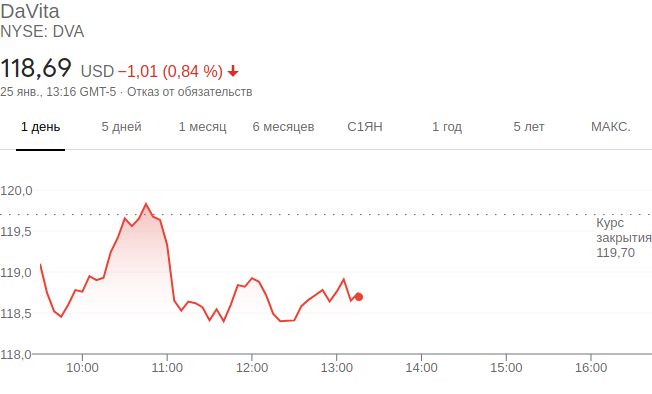 DaVita
NYSE: DVA
118,69 USD −1,01 (0,84 %)
25 янв., 13:16 GMT-5 · Отказ от обязательств
1 день 5 дней 1 месяц 6 месяцев С1ЯН 1 год 5 лет МАКС.
120,0
119,5
119,0
118,5
118,0
Курс
закрытия
119,70
10:00 11:00 12:00 13:00 14:00 15:00 16:00